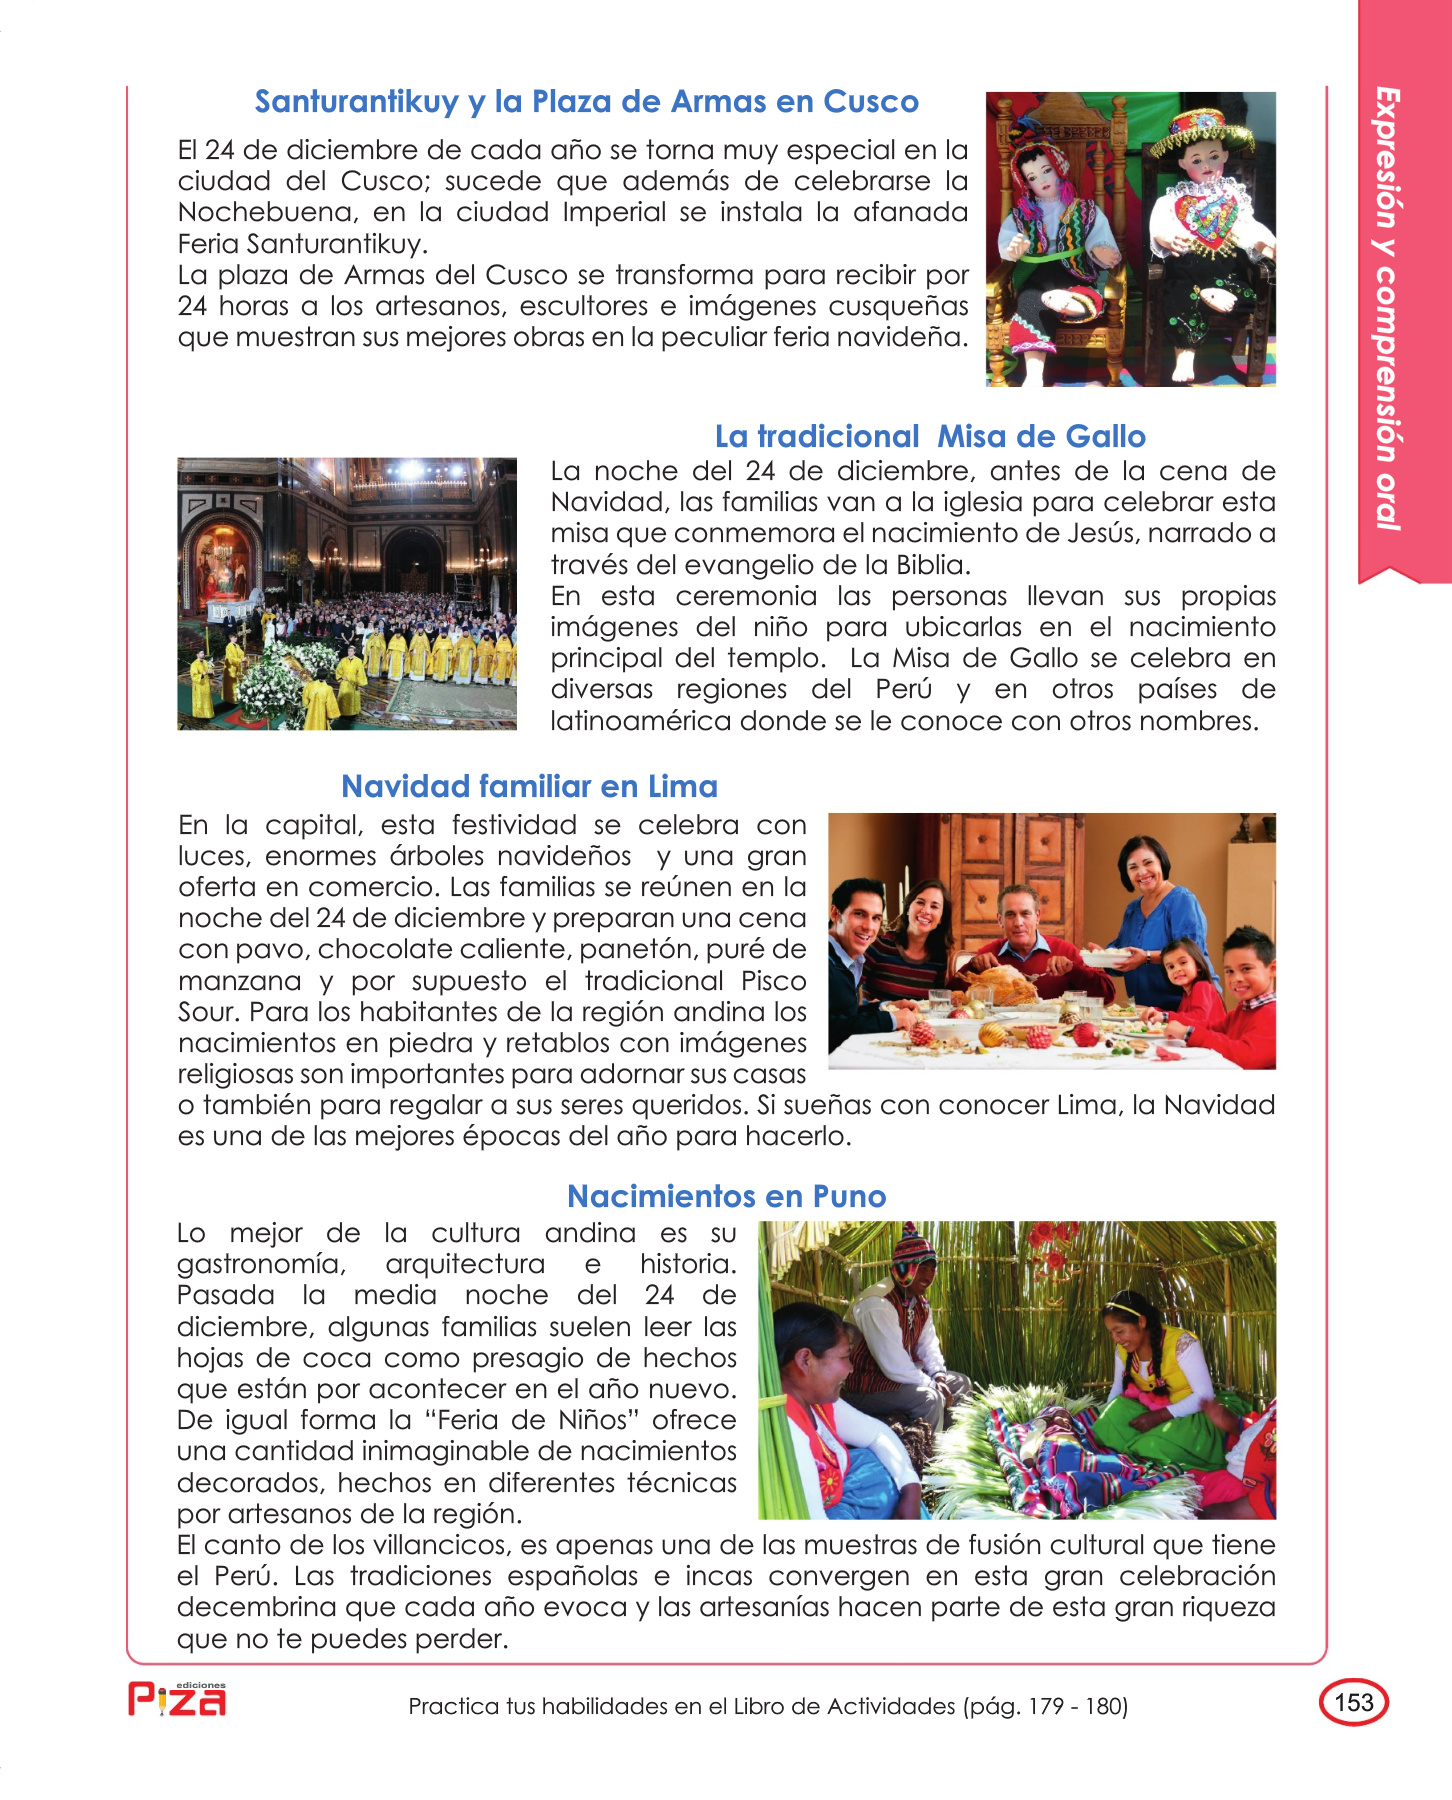 Expresión y comprensión oral
Santurantikuy y la Plaza de Armas en Cusco
El 24 de diciembre de cada año se torna muy especial en la
ciudad del Cusco; sucede que además de celebrarse la
Nochebuena, en la ciudad Imperial se instala la afanada
Feria Santurantikuy.
La plaza de Armas del Cusco se transforma para recibir por
24 horas a los artesanos, escultores e imágenes cusqueñas
que muestran sus mejores obras en la peculiar feria navideña.
La tradicional Misa de Gallo
La noche del 24 de diciembre, antes de la cena de
Navidad, las familias van a la iglesia para celebrar esta
misa que conmemora el nacimiento de Jesús, narrado a
través del evangelio de la Biblia.
En esta ceremonia las personas llevan sus propias
imágenes del niño para ubicarlas en el nacimiento
principal del templo. La Misa de Gallo se celebra en
diversas regiones del Perú y en otros países de
latinoamérica donde se le conoce con otros nombres.
Navidad familiar en Lima
En la capital, esta festividad se celebra con
luces, enormes árboles navideños y una gran
oferta en comercio. Las familias se reúnen en la
noche del 24 de diciembre y preparan una cena
con pavo, chocolate caliente, panetón, puré de
manzana y por supuesto el tradicional Pisco
Sour. Para los habitantes de la región andina los
nacimientos en piedra y retablos con imágenes
religiosas son importantes para adornar sus casas
o también para regalar a sus seres queridos. Si sueñas con conocer Lima, la Navidad
es una de las mejores épocas del año para hacerlo.
Nacimientos en Puno
Lo mejor de la cultura andina es su
gastronomía, arquitectura e historia.
Pasada la media noche del 24 de
diciembre, algunas familias suelen leer las
hojas de coca como presagio de hechos
que están por acontecer en el año nuevo.
De igual forma la “Feria de Niños” ofrece
una cantidad inimaginable de nacimientos
decorados, hechos en diferentes técnicas
por artesanos de la región.
El canto de los villancicos, es apenas una de las muestras de fusión cultural que tiene
el Perú. Las tradiciones españolas e incas convergen en esta gran celebración
decembrina que cada año evoca y las artesanías hacen parte de esta gran riqueza
que no te puedes perder.
ediciones
Piza
Practica tus habilidades en el Libro de Actividades (pág. 179 - 180)
153